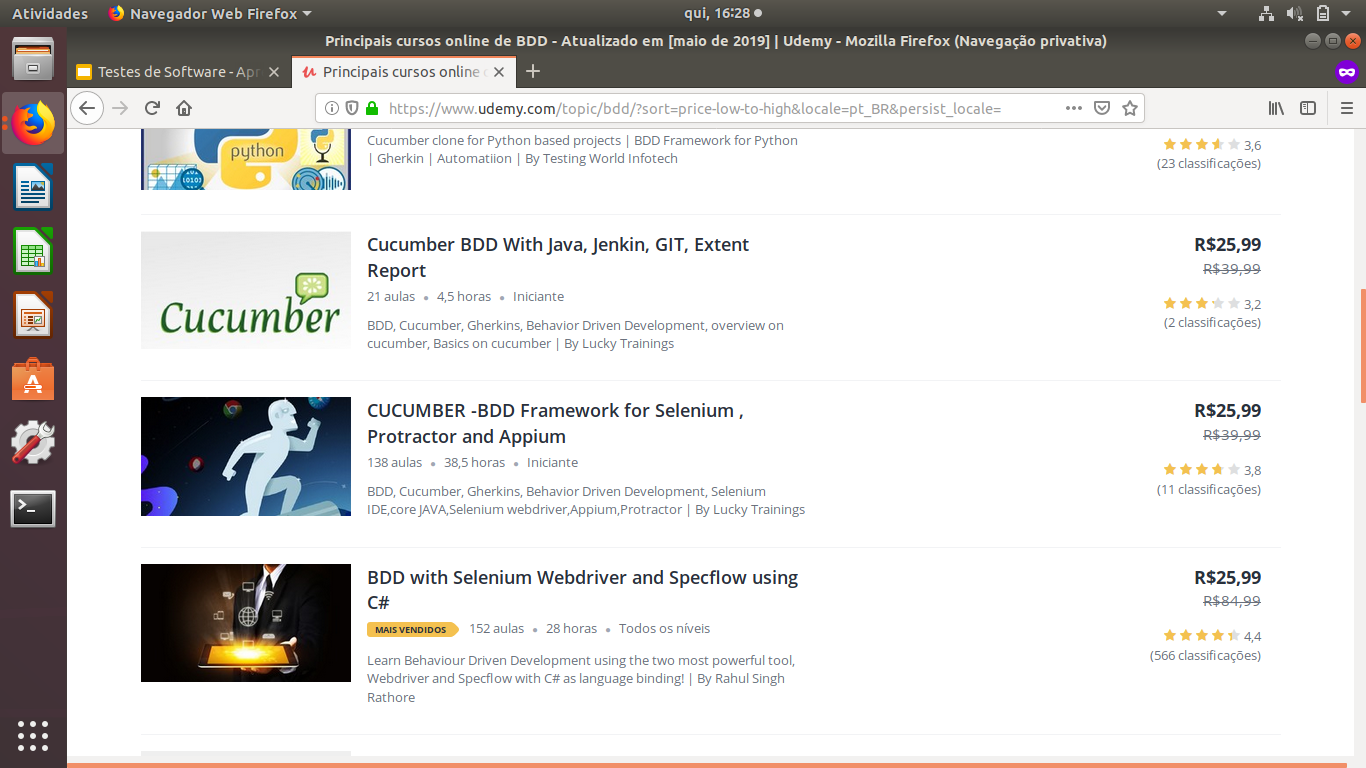 Atividades
Navegador Web Firefox
qui, 16:28
Principais cursos online de BDD - Atualizado em [maio de 2019] | Udemy - Mozilla Firefox (Navegação privativa)
Testes de Software - Apr
Principais cursos online d
https://www.udemy.com/topic/bdd/?sort=price-low-to-high&locale=pt_BR&persist_locale=
python
Cucumber clone for Python based projects | BDD Framework for Python
| Gherkin | Automatiion | By Testing World Infotech
3,6
(23 classificações)
Cucumber
Cucumber BDD With Java, Jenkin, GIT, Extent
Report
21 aulas • 4,5 horas • Iniciante
BDD, Cucumber, Gherkins, Behavior Driven Development, overview on
cucumber, Basics on cucumber | By Lucky Trainings
R$25,99
R$39,99
3,2
(2 classificações)
CUCUMBER -BDD Framework for Selenium ,
Protractor and Appium
138 aulas • 38,5 horas • Iniciante
BDD, Cucumber, Gherkins, Behavior Driven Development, Selenium
IDE,core JAVA,Selenium webdriver,Appium,Protractor | By Lucky Trainings
R$25,99
R$39,99
3,8
(11 classificações)
BDD with Selenium Webdriver and Specflow using
C#
MAIS VENDIDOS 152 aulas • 28 horas • Todos os níveis
Learn Behaviour Driven Development using the two most powerful tool,
Webdriver and Specflow with C# as language binding! | By Rahul Singh
Rathore
R$25,99
R$84,99
4,4
(566 classificações)